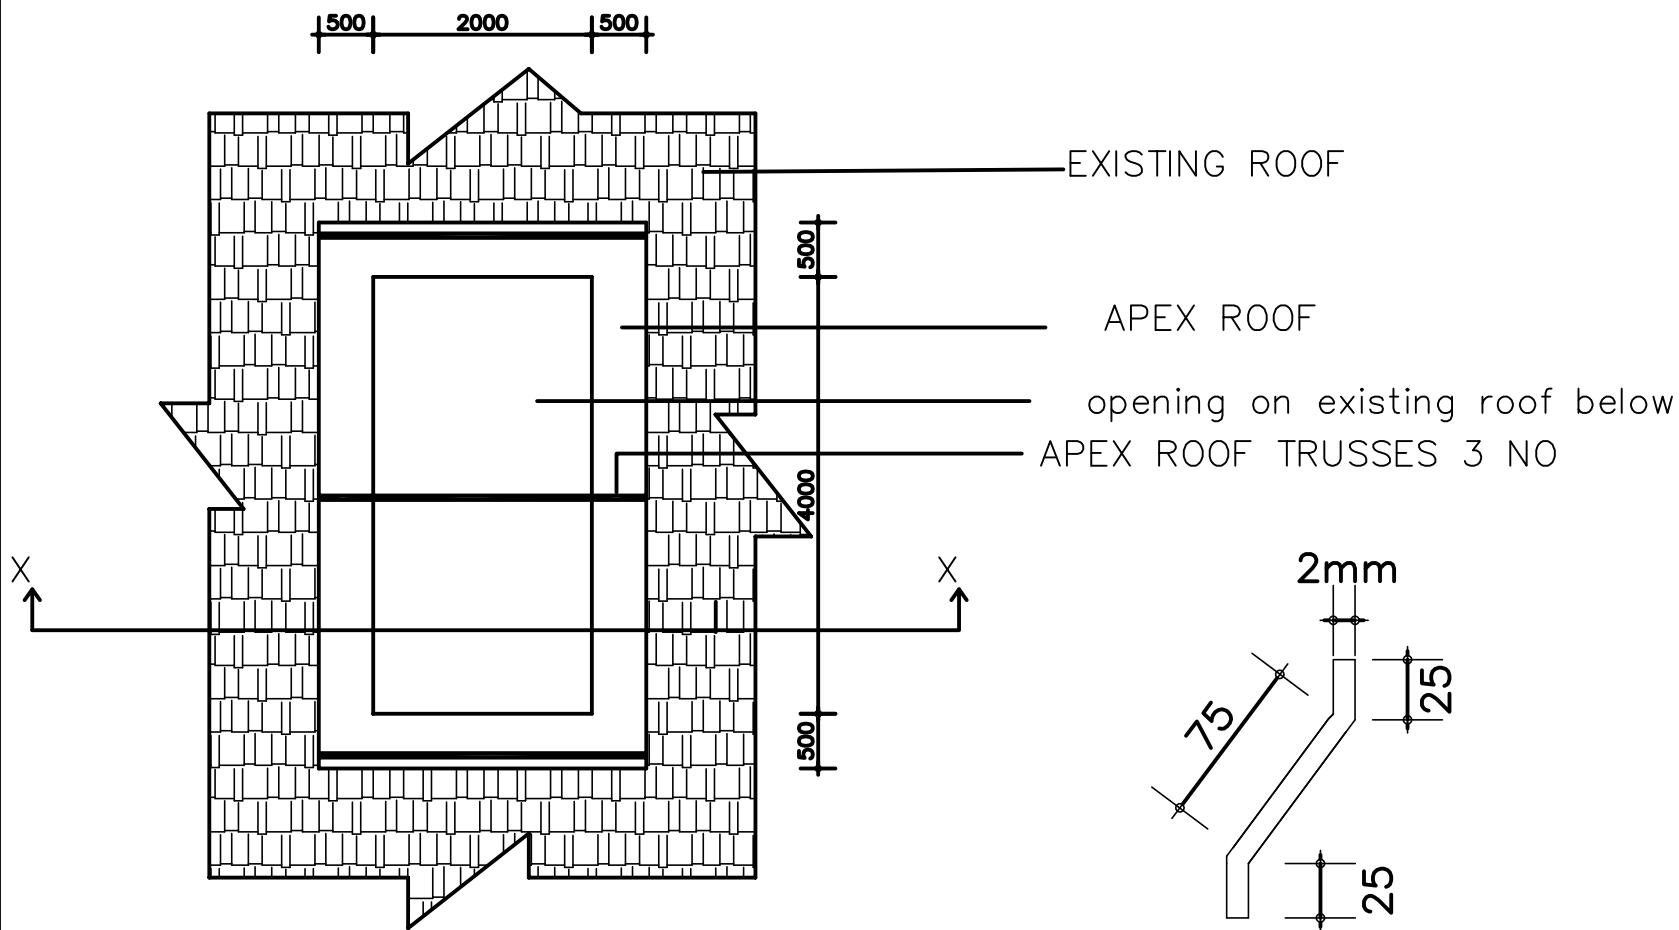 500 2000 500
EXISTING ROOF
500
APEX ROOF
opening on existing roof below
APEX ROOF TRUSSES 3 NO
4000
X X
2mm
25
75
500
25